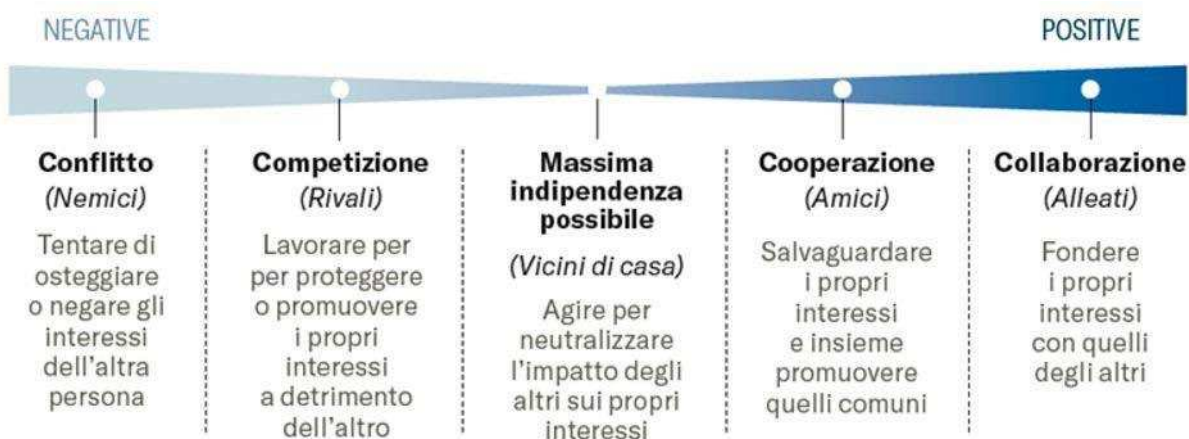 NEGATIVE
POSITIVE
Conflitto
(Nemici)
Tentare di
osteggiare
o negare gli
interessi
dell'altra
persona
Competizione
(Rivali)
Lavorare per
per proteggere
o promuovere
i propri
interessi
a detrimento
dell'altro
Massima
indipendenza
possibile
(Vicini di casa)
Agire per
neutralizzare
l'impatto degli
altri sui propri
interessi
Cooperazione
(Amici)
Salvaguardare
i propri
interessi
e insieme
promuovere
quelli comuni
Collaborazione
(Alleati)
Fondere
i propri
interessi
con quelli
degli altri